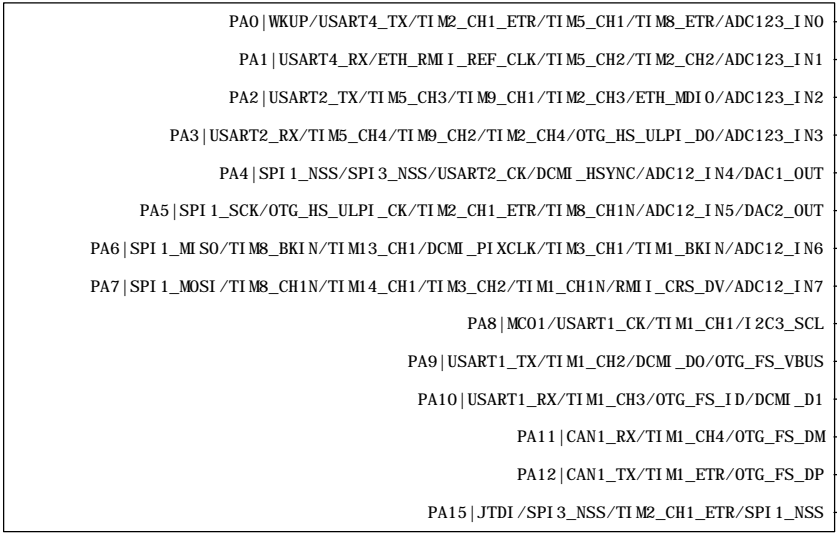 PA0|WKUP/USART4_TX/TIM2_CH1_ETR/TIM5_CH1/TIM8_ETR/ADC123_IN0
PA1|USART4_RX/ETH_RMII_REF_CLK/TIM5_CH2/TIM2_CH2/ADC123_IN1
PA2|USART2_TX/TIM5_CH3/TIM9_CH1/TIM2_CH3/ETH_MDIO/ADC123_IN2
PA3|USART2_RX/TIM5_CH4/TIM9_CH2/TIM2_CH4/OTG_HS_ULPI_D0/ADC123_IN3
PA4|SPI1_NSS/SPI3_NSS/USART2_CK/DCMI_HSYNC/ADC12_IN4/DAC1_OUT
PA5|SPI1_SCK/OTG_HS_ULPI_CK/TIM2_CH1_ETR/TIM8_CH1N/ADC12_IN5/DAC2_OUT
PA6|SPI1_MISO/TIM8_BKIN/TIM13_CH1/DCMI_PIXCLK/TIM3_CH1/TIM1_BKIN/ADC12_IN6
PA7|SPI1_MOSI/TIM8_CH1N/TIM14_CH1/TIM3_CH2/TIM1_CH1N/RMII_CRS_DV/ADC12_IN7
PA8|MCO1/USART1_CK/TIM1_CH1/I2C3_SCL
PA9|USART1_TX/TIM1_CH2/DCMI_D0/OTG_FS_VBUS
PA10|USART1_RX/TIM1_CH3/OTG_FS_ID/DCMI_D1
PA11|CAN1_RX/TIM1_CH4/OTG_FS_DM
PA12|CAN1_TX/TIM1_ETR/OTG_FS_DP
PA15|JTDI/SPI3_NSS/TIM2_CH1_ETR/SPI1_NSS